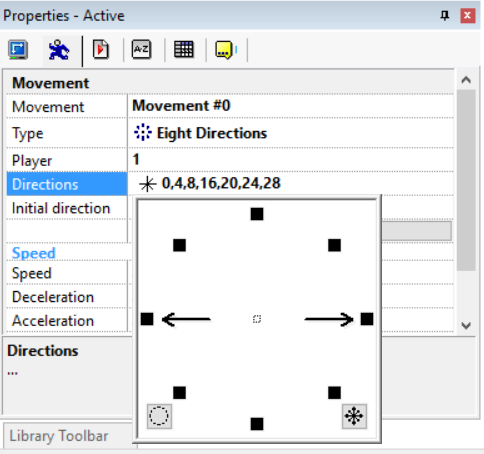 Properties - Active
A-Z
Movement
Movement Movement #0
Type Eight Directions
Player 1
Directions 0,4,8,16,20,24,28
Initial direction
Speed
Speed
Deceleration
Acceleration
Directions
...
Library Toolbar